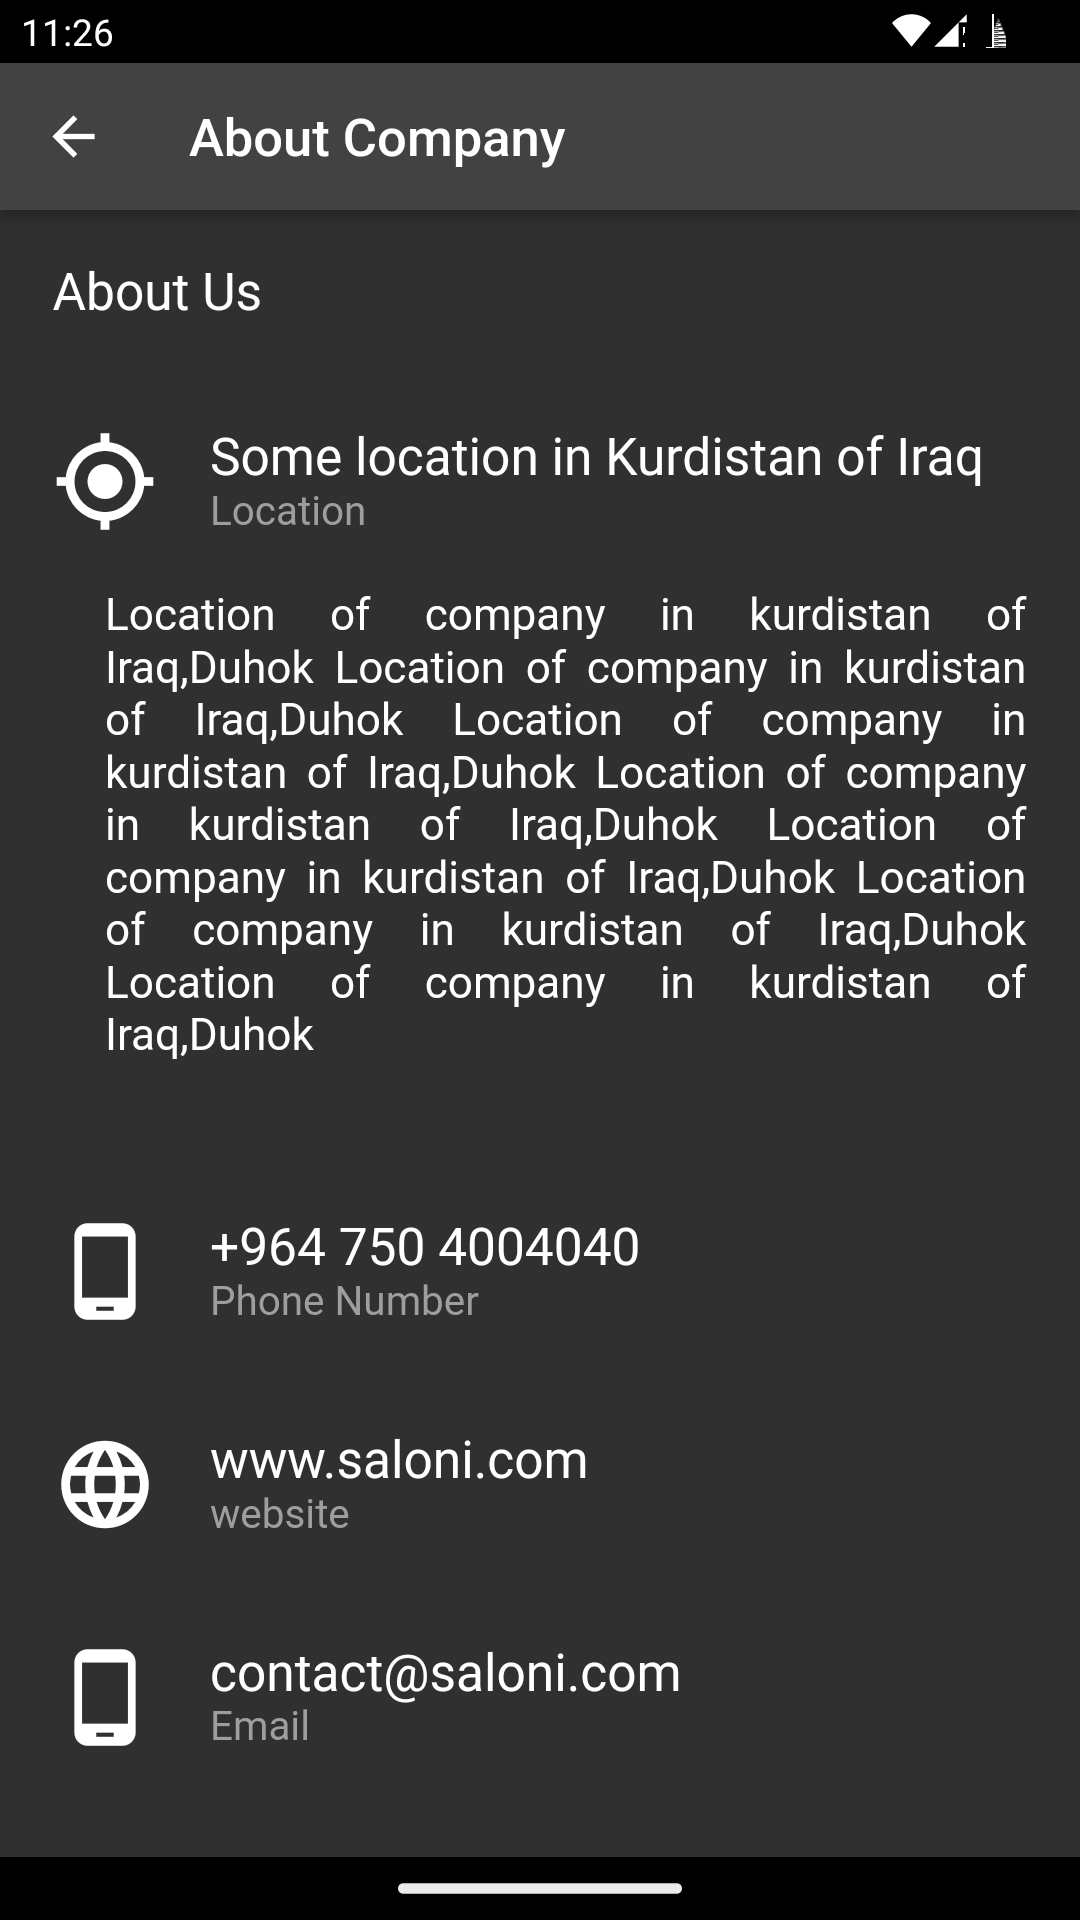 11:26
About Company
About Us
Some location in Kurdistan of Iraq
Location
Location of company in kurdistan of
Iraq,Duhok Location of company in kurdistan
of Iraq,Duhok Location of company in
kurdistan of Iraq,Duhok Location of company
in kurdistan of Iraq,Duhok Location of
company in kurdistan of Iraq,Duhok Location
of company in kurdistan of Iraq,Duhok
Location of company in kurdistan of
Iraq,Duhok
+964 750 4004040
Phone Number
www.saloni.com
website
contact@saloni.com
Email